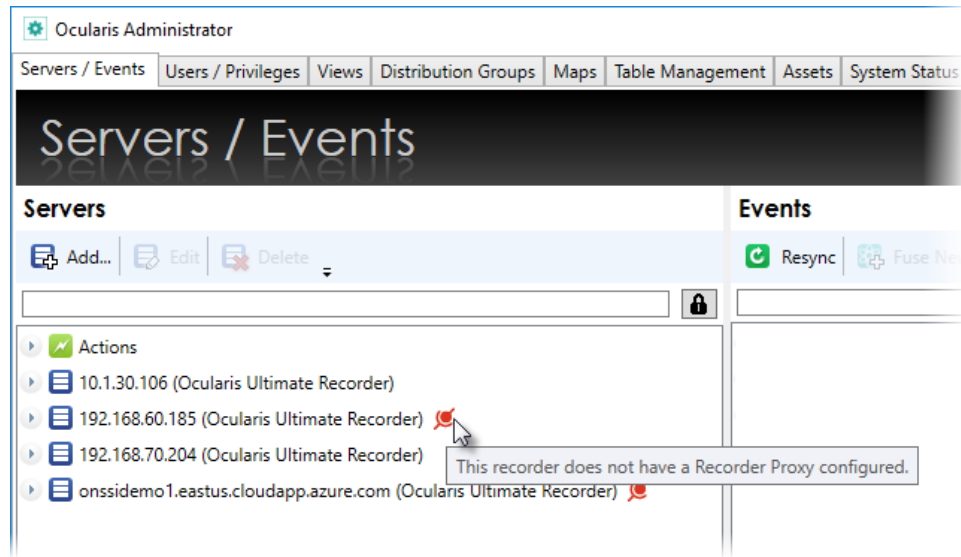 Ocularis Administrator
Servers / Events Users / Privileges Views Distribution Groups Maps Table Management Assets System Status
Servers / Events
Servers
Events
Add... Edit Delete
Resync Fuse
Actions
10.1.30.106 (Ocularis Ultimate Recorder)
192.168.60.185 (Ocularis Ultimate Recorder)
192.168.70.204 (Ocularis Ultimate Recorder)
This recorder does not have a Recorder Proxy configured.
onssidemo1.eastus.cloudapp.azure.com (Ocularis Ultimate Recorder)